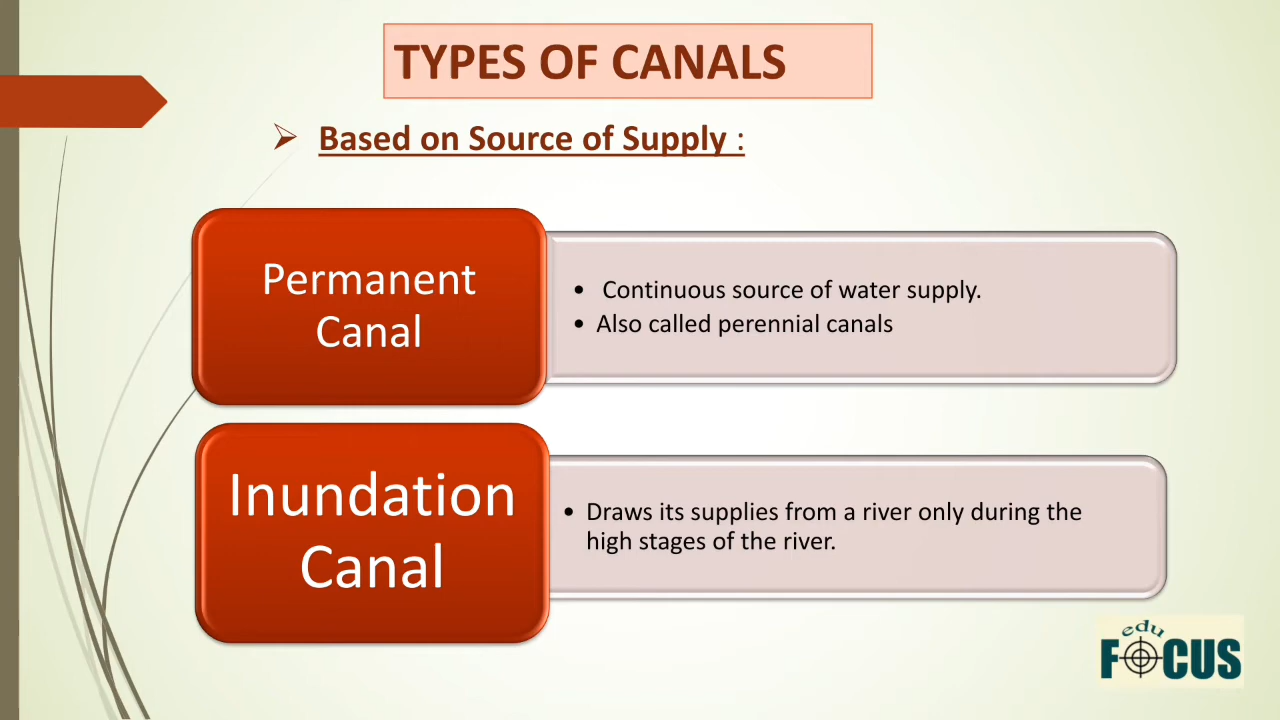 TYPES OF CANALS
➢ Based on Source of Supply :
Permanent
Canal
• Continuous source of water supply.
• Also called perennial canals
Inundation
Canal
• Draws its supplies from a river only during the
high stages of the river.
edu
FOCUS